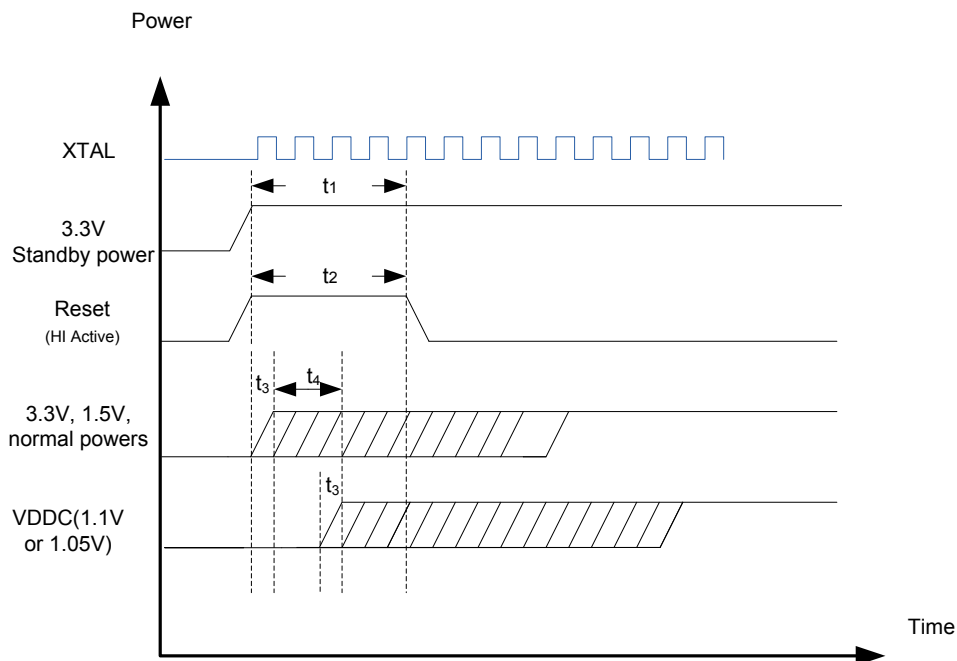 Power
XTAL
t1
3.3V
Standby power
t2
Reset
(HI Active)
t3
t4
3.3V, 1.5V,
normal powers
t3
VDDC(1.1V
or 1.05V)
Time